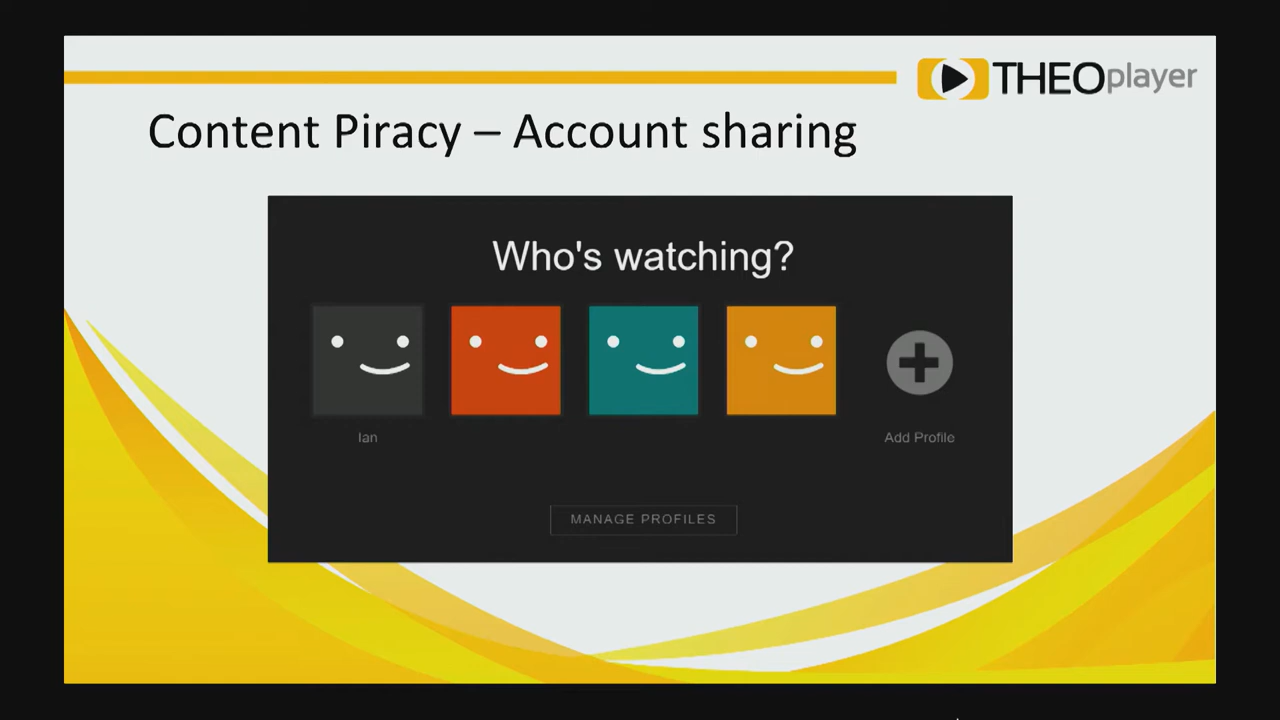 THEOplayer
Content Piracy – Account sharing
Who's watching?
Ian
Add Profile
MANAGE PROFILES